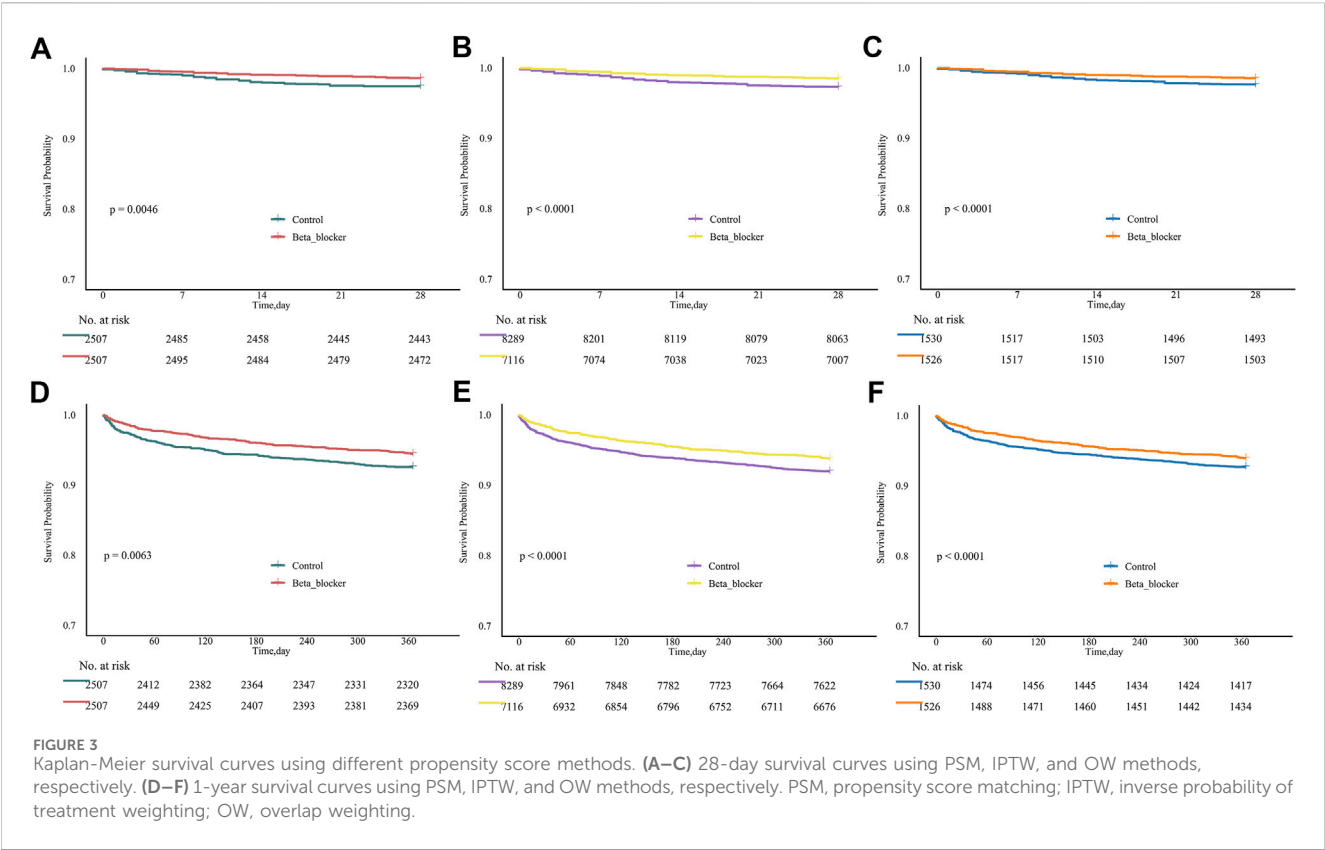 A
B
C
1.0
0.9
0.8
0.7
Survival Probability
p = 0.0046
Control
Beta_blocker
0 7 14 21 28
Time,day
No. at risk
2507 2485 2458 2445 2443
2507 2495 2484 2479 2472
1.0
0.9
0.8
0.7
Survival Probability
p < 0.0001
Control
Beta_blocker
0 7 14 21 28
Time,day
No. at risk
8289 8201 8119 8079 8063
7116 7074 7038 7023 7007
1.0
0.9
0.8
0.7
Survival Probability
p < 0.0001
Control
Beta_blocker
0 7 14 21 28
Time,day
No. at risk
1530 1517 1503 1496 1493
1526 1517 1510 1507 1503
D
E
F
1.0
0.9
0.8
0.7
Survival Probability
p = 0.0063
Control
Beta_blocker
0 60 120 180 240 300 360
Time,day
No. at risk
2507 2412 2382 2364 2347 2331 2320
2507 2449 2425 2407 2393 2381 2369
1.0
0.9
0.8
0.7
Survival Probability
p < 0.0001
Control
Beta_blocker
0 60 120 180 240 300 360
Time,day
No. at risk
8289 7961 7848 7782 7723 7664 7622
7116 6932 6854 6796 6752 6711 6676
1.0
0.9
0.8
0.7
Survival Probability
p < 0.0001
Control
Beta_blocker
0 60 120 180 240 300 360
Time,day
No. at risk
1530 1474 1456 1445 1434 1424 1417
1526 1488 1471 1460 1451 1442 1434
FIGURE 3
Kaplan-Meier survival curves using different propensity score methods. (A–C) 28-day survival curves using PSM, IPTW, and OW methods,
respectively. (D–F) 1-year survival curves using PSM, IPTW, and OW methods, respectively. PSM, propensity score matching; IPTW, inverse probability of
treatment weighting; OW, overlap weighting.